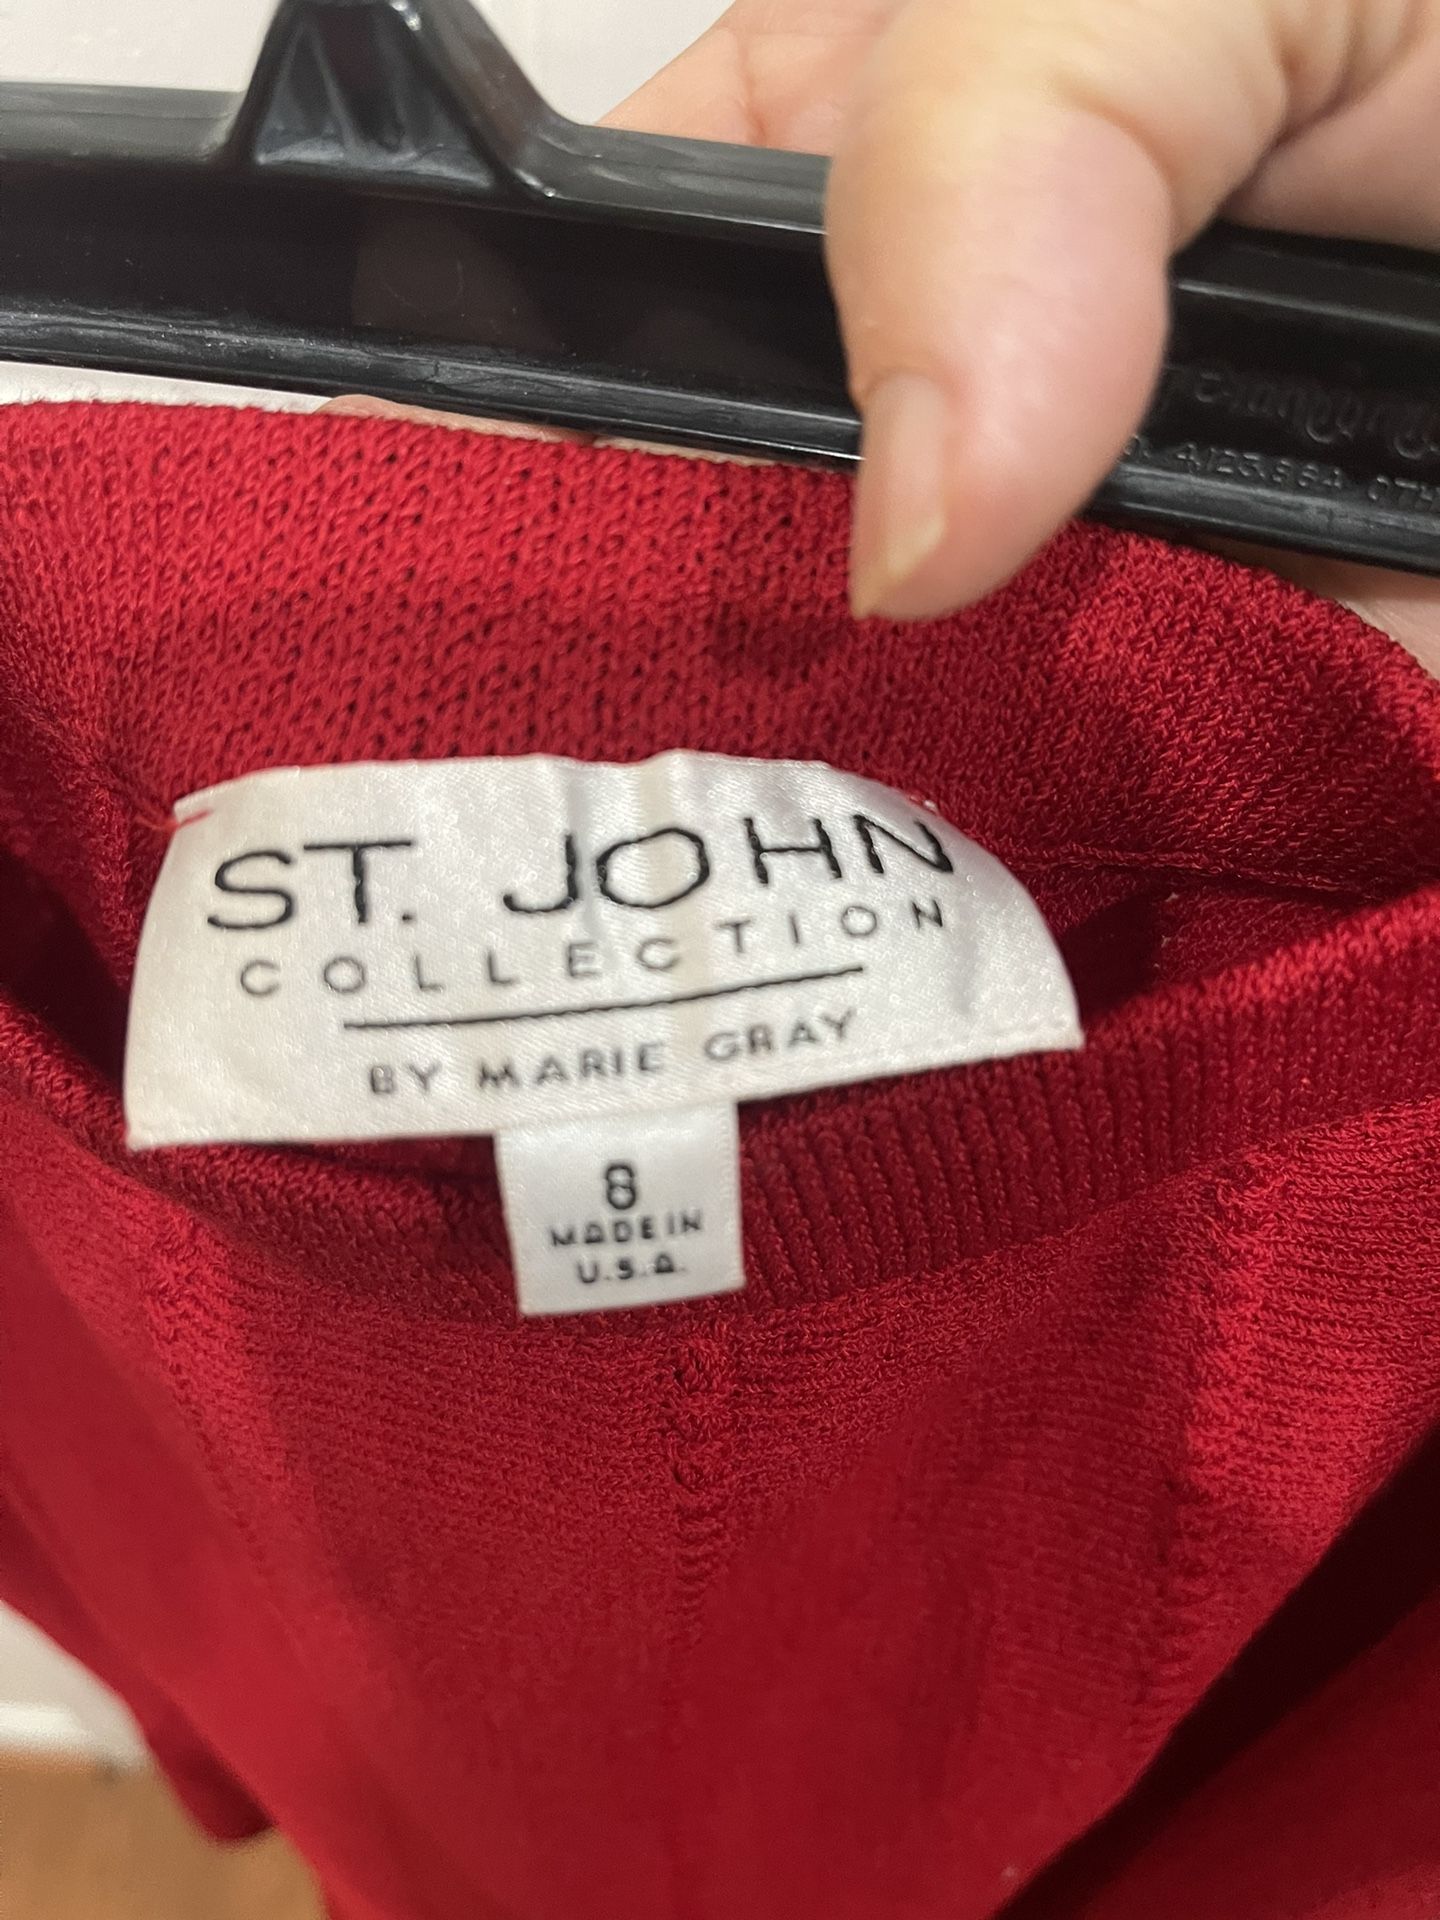 ST. JOHN
COLLECTION
BY MARIE GRAY
8
MADE IN
U.S.A.